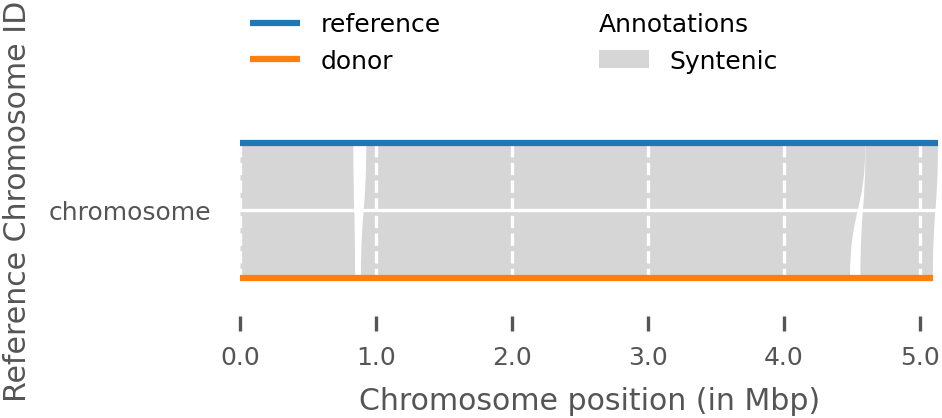 reference
donor
Annotations
Syntenic
Reference Chromosome ID
chromosome
0.0 1.0 2.0 3.0 4.0 5.0
Chromosome position (in Mbp)